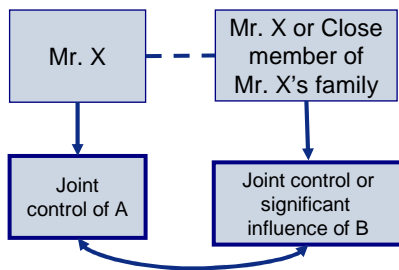 Mr. X
Mr. X or Close
member of
Mr. X's family
Joint
control of A
Joint control or
significant
influence of B